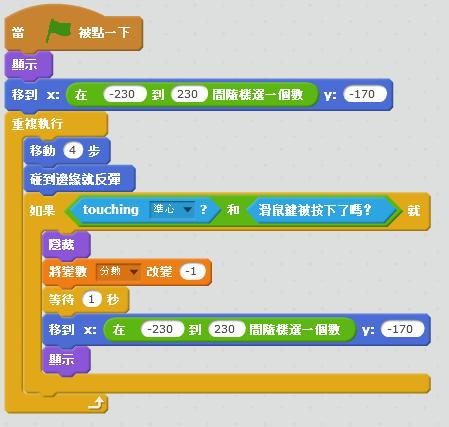 當 被點一下
顯示
移到 x: 在 -230 到 230 間隨機選一個數 y: -170
重複執行
移動 4 步
碰到邊緣就反彈
如果 touching 準心 ? 和 滑鼠鍵被按下了嗎? 就
隱藏
將變數 分數 改變 -1
等待 1 秒
移到 x: 在 -230 到 230 間隨機選一個數 y: -170
顯示